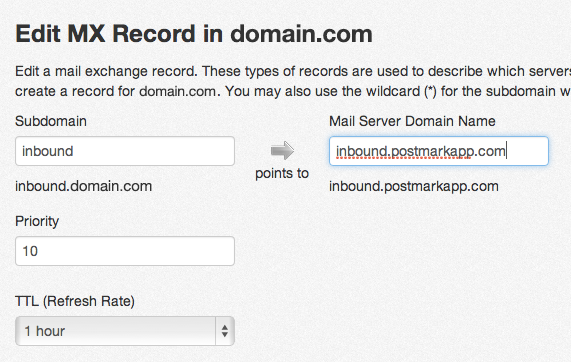 Edit MX Record in domain.com
Edit a mail exchange record. These types of records are used to describe which servers
create a record for domain.com. You may also use the wildcard (*) for the subdomain w
Subdomain
Mail Server Domain Name
inbound
inbound.postmarkapp.com
points to
inbound.domain.com
inbound.postmarkapp.com
Priority
10
TTL (Refresh Rate)
1 hour